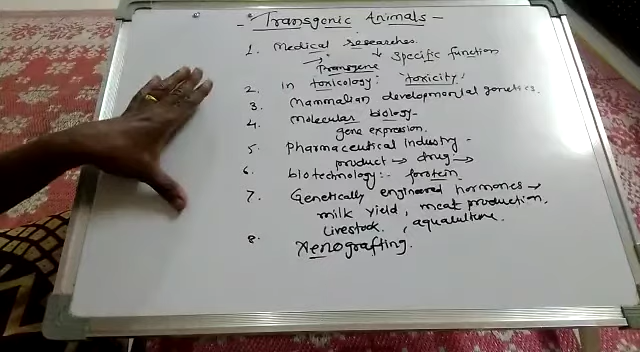 - Transgenic Animals -
1. Medical researches.
→ Transgene ↓ specific function
2. In toxicology: 'toxicity'
3. Mammalian developmental genetics.
4. Molecular biology-
gene expression.
5. Pharmaceutical Industry -
product → drug →
6. biotechnology:- protein
7. Genetically engineered hormones →
milk yield, meat production,
livestock, aquaculture.
8. Xenografting.